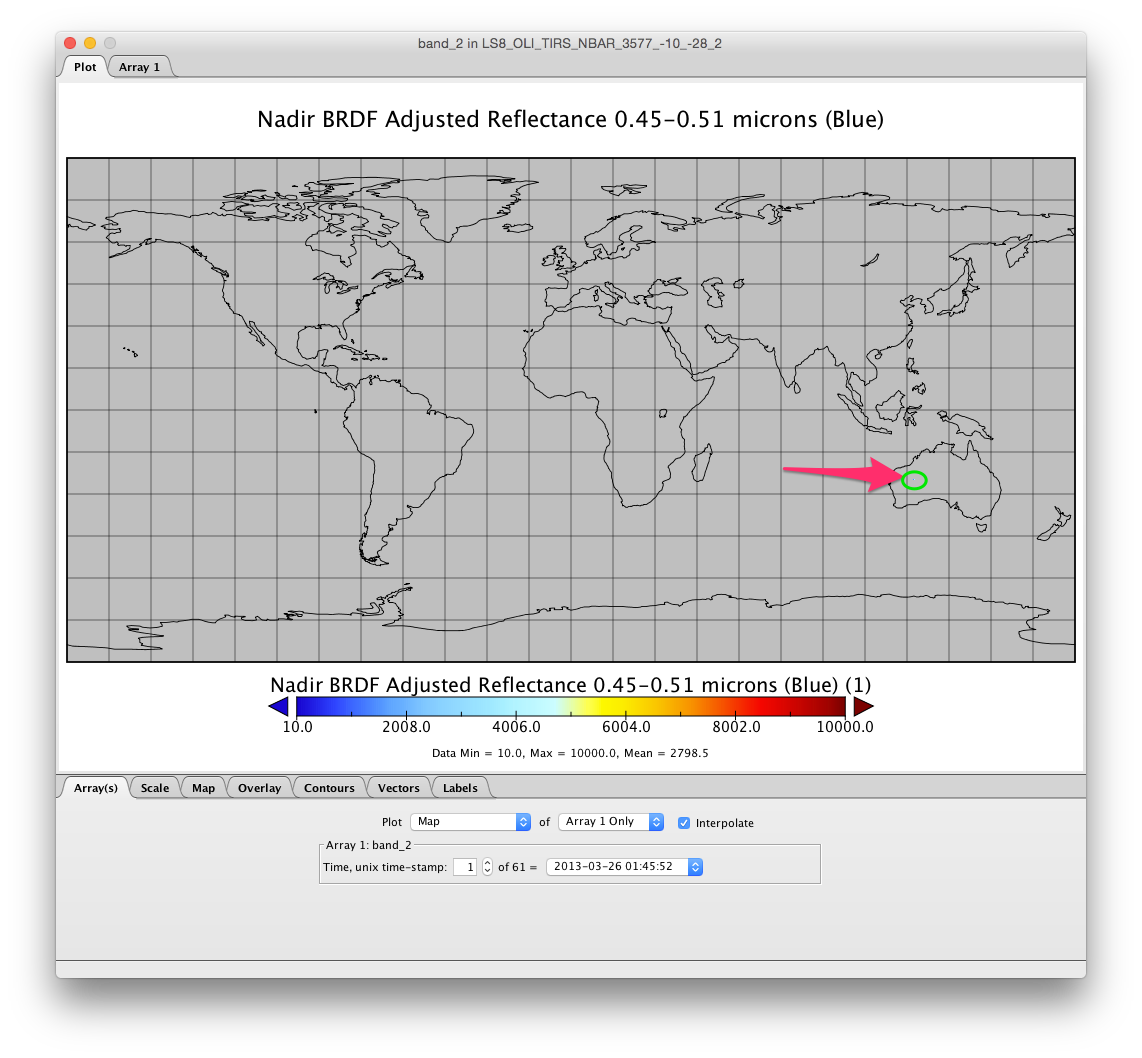 band_2 in LS8_OLI_TIRS_NBAR_3577_-10_-28_2
Plot Array 1
Nadir BRDF Adjusted Reflectance 0.45-0.51 microns (Blue)
Nadir BRDF Adjusted Reflectance 0.45-0.51 microns (Blue) (1)
10.0 2008.0 4006.0 6004.0 8002.0 10000.0
Data Min = 10.0, Max = 10000.0, Mean = 2798.5
Array(s) Scale Map Overlay Contours Vectors Labels
Plot Map of Array 1 Only Interpolate
Array 1: band_2
Time, unix time-stamp: 1 of 61 = 2013-03-26 01:45:52